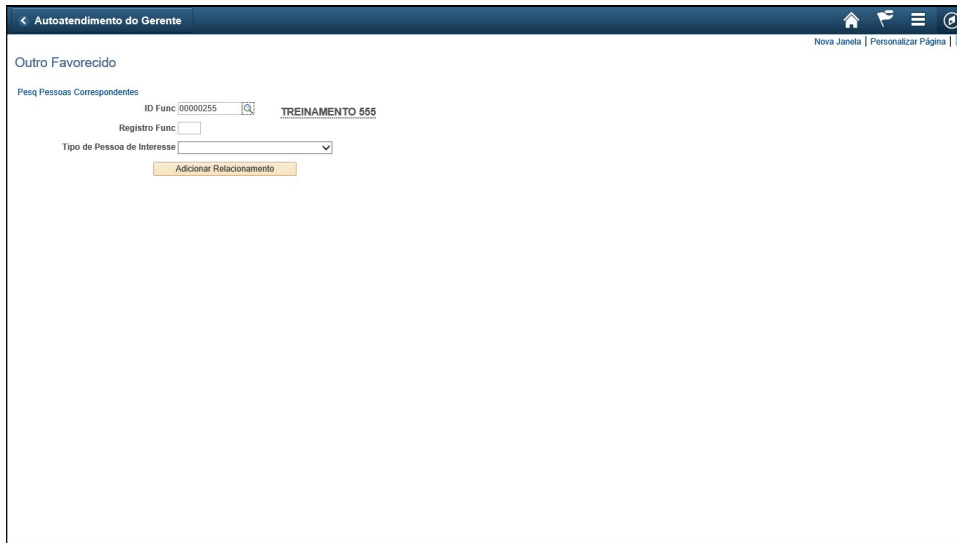 Autoatendimento do Gerente
Nova Janela | Personalizar Página |
Outro Favorecido
Pesq Pessoas Correspondentes
ID Func 00000255 TREINAMENTO 555
Registro Func
Tipo de Pessoa de Interesse
Adicionar Relacionamento